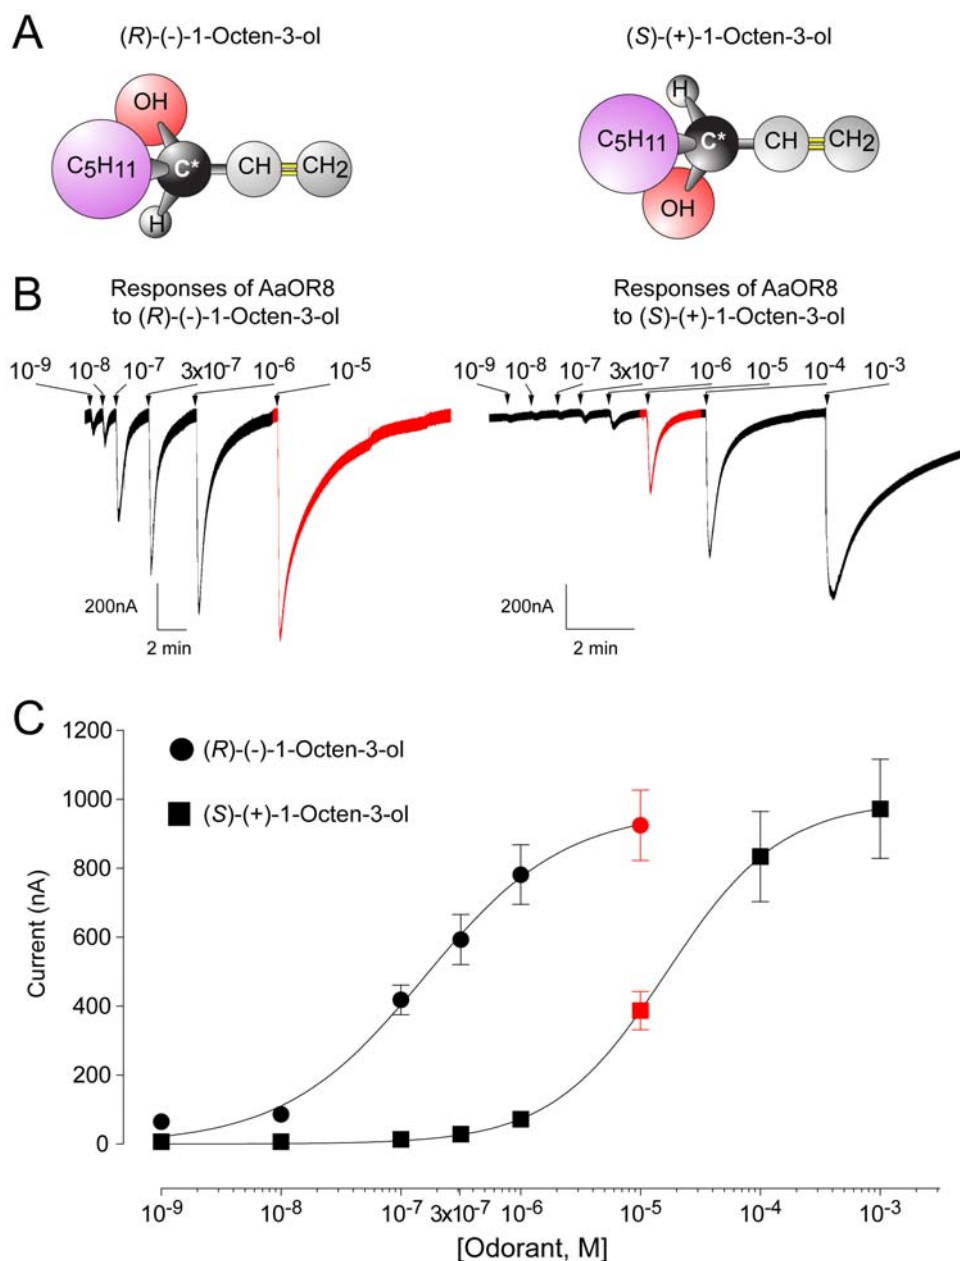 A
(R)-(-)-1-Octen-3-ol
(S)-(+)-1-Octen-3-ol
OH
C5H11
C*
CH
CH2
H
H
C5H11
C*
CH
CH2
OH
B
Responses of AaOR8
to (R)-(-)-1-Octen-3-ol
Responses of AaOR8
to (S)-(+)-1-Octen-3-ol
10-9 10-8 10-7 3x10-7 10-6 10-5
10-9 10-8 10-7 3x10-7 10-6 10-5 10-4 10-3
200nA
2 min
200nA
2 min
C
1200
1000
800
600
400
200
0
Current (nA)
(R)-(-)-1-Octen-3-ol
(S)-(+)-1-Octen-3-ol
10-9 10-8 10-7 3x10-7 10-6 10-5 10-4 10-3
[Odorant, M]